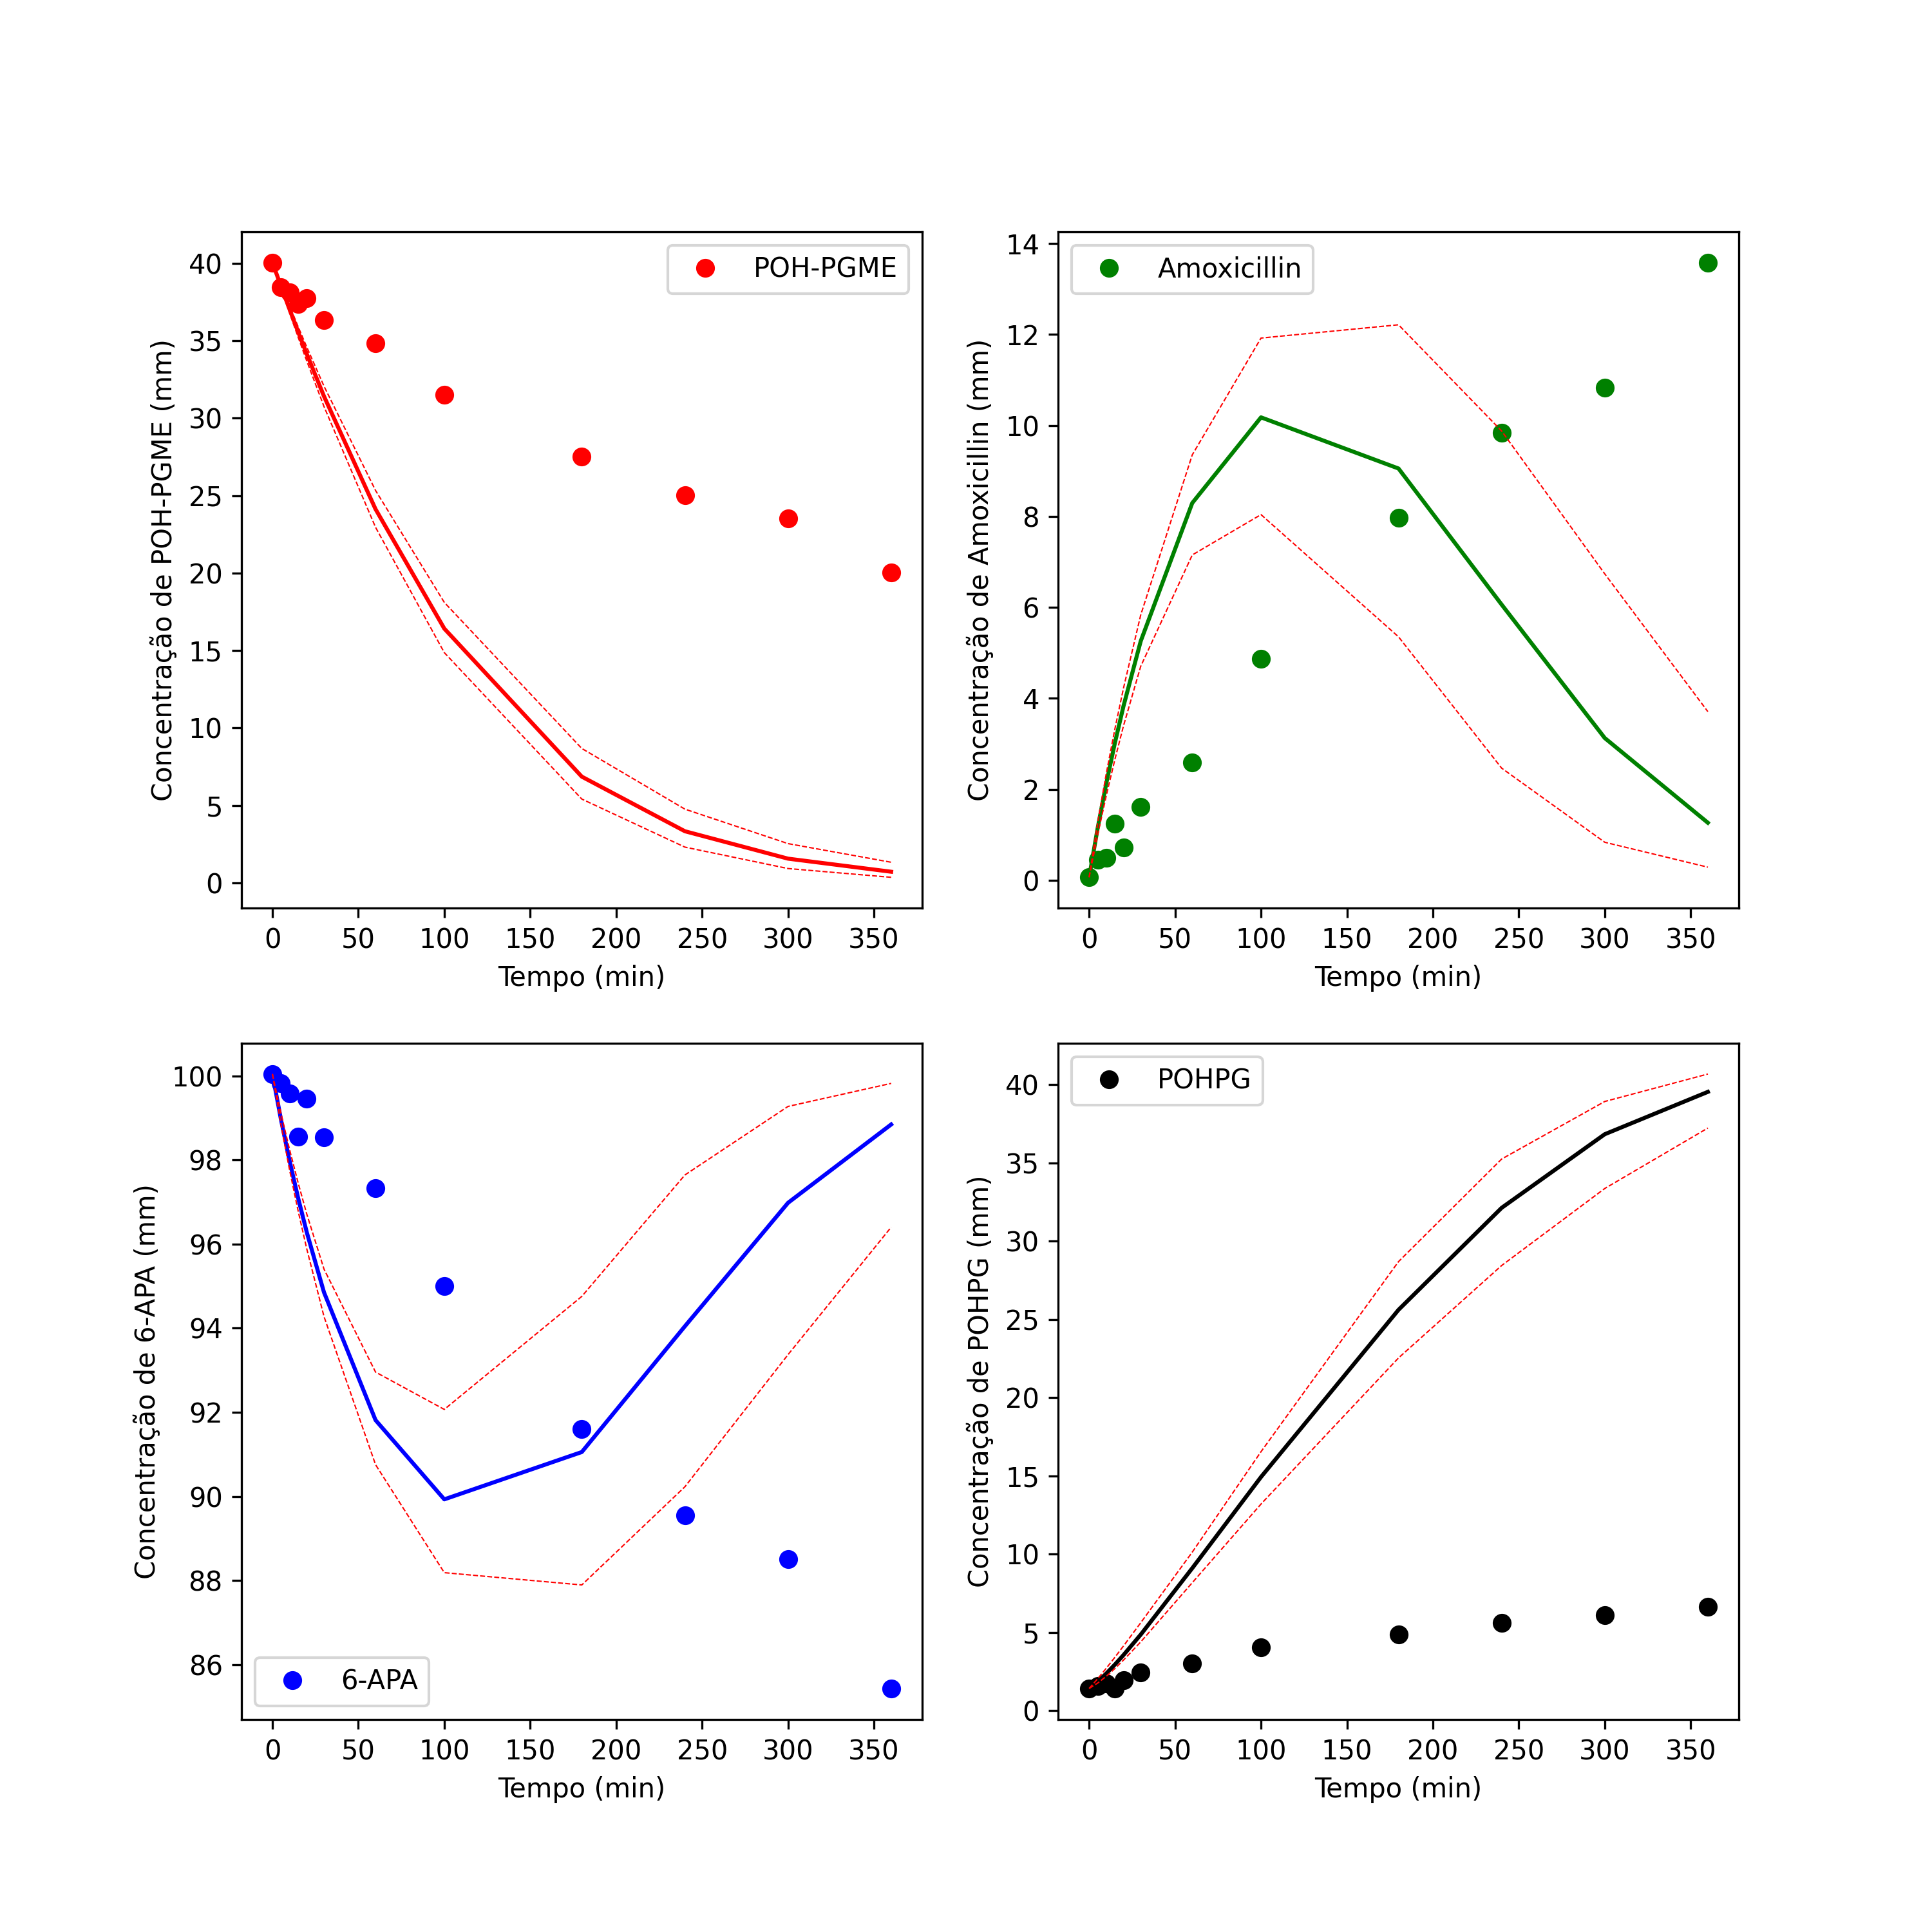 POH-PGME
Concentração de POH-PGME (mm)
40
35
30
25
20
15
10
5
0
0 50 100 150 200 250 300 350
Tempo (min)
Amoxicillin
Concentração de Amoxicillin (mm)
14
12
10
8
6
4
2
0
0 50 100 150 200 250 300 350
Tempo (min)
6-APA
Concentração de 6-APA (mm)
100
98
96
94
92
90
88
86
0 50 100 150 200 250 300 350
Tempo (min)
POHPG
Concentração de POHPG (mm)
40
35
30
25
20
15
10
5
0
0 50 100 150 200 250 300 350
Tempo (min)